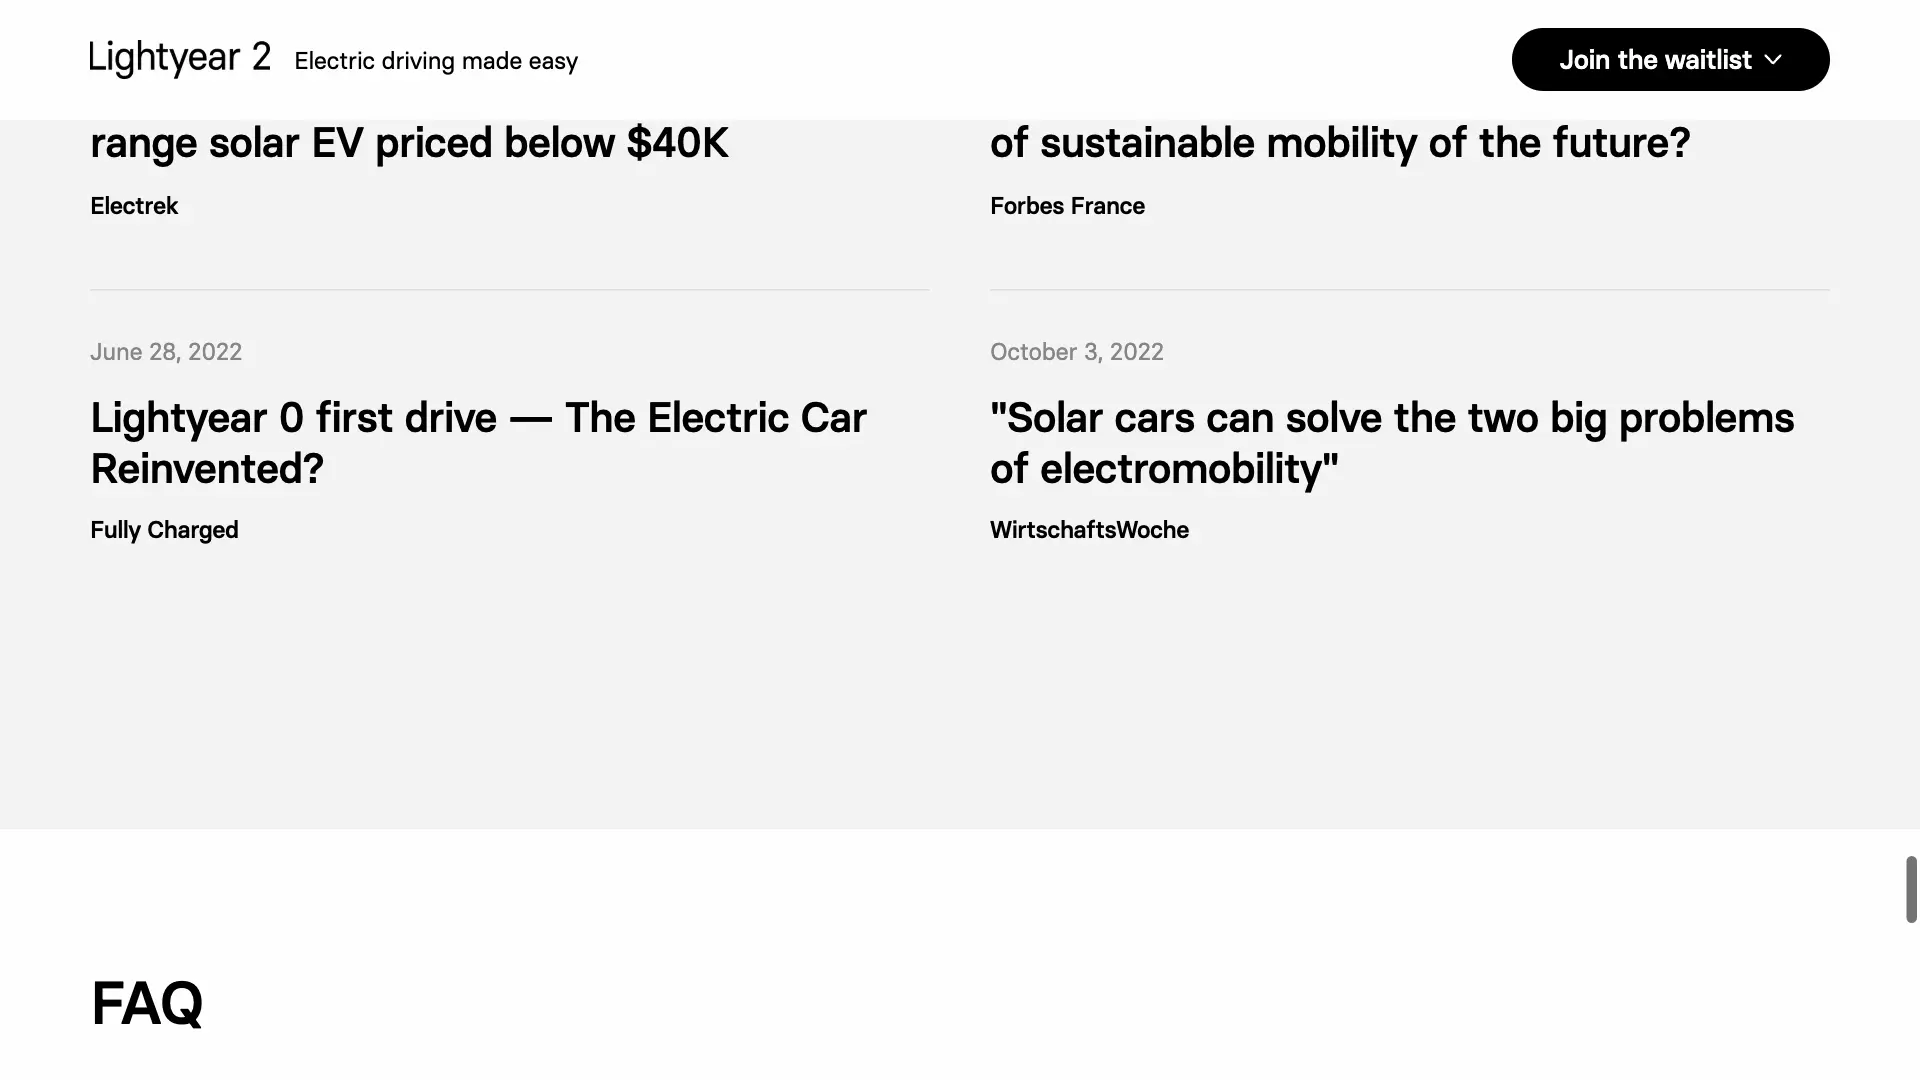 Lightyear 2 Electric driving made easy
Join the waitlist
range solar EV priced below $40K
Electrek
of sustainable mobility of the future?
Forbes France
June 28, 2022
Lightyear 0 first drive — The Electric Car
Reinvented?
Fully Charged
October 3, 2022
"Solar cars can solve the two big problems
of electromobility"
WirtschaftsWoche
FAQ